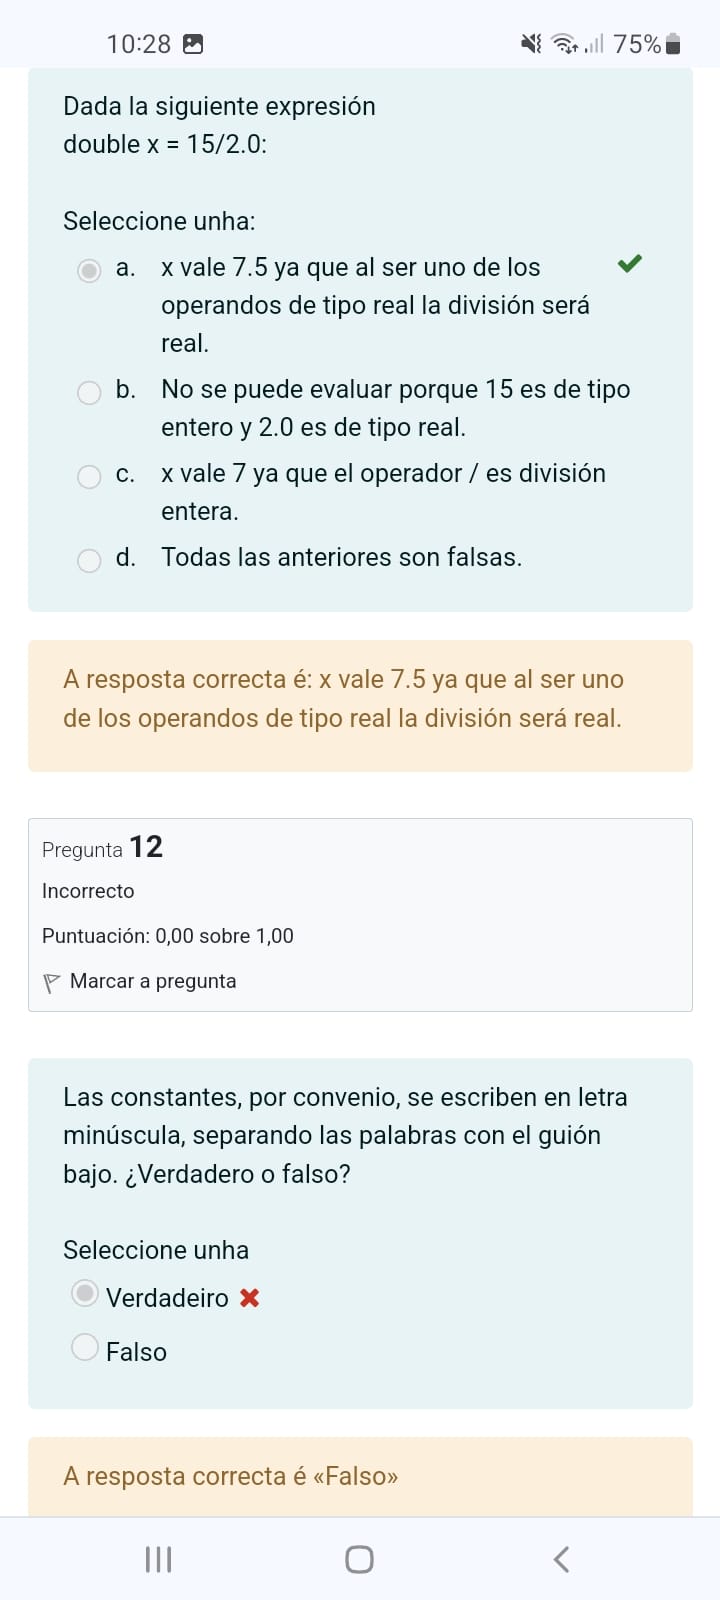 10:28 75%
Dada la siguiente expresión
double x = 15/2.0:
Seleccione unha:
a. x vale 7.5 ya que al ser uno de los
operandos de tipo real la división será
real.
b. No se puede evaluar porque 15 es de tipo
entero y 2.0 es de tipo real.
c. x vale 7 ya que el operador / es división
entera.
d. Todas las anteriores son falsas.
A resposta correcta é: x vale 7.5 ya que al ser uno
de los operandos de tipo real la división será real.
Pregunta 12
Incorrecto
Puntuación: 0,00 sobre 1,00
Marcar a pregunta
Las constantes, por convenio, se escriben en letra
minúscula, separando las palabras con el guión
bajo. ¿Verdadero o falso?
Seleccione unha
Verdadeiro
Falso
A resposta correcta é «Falso»